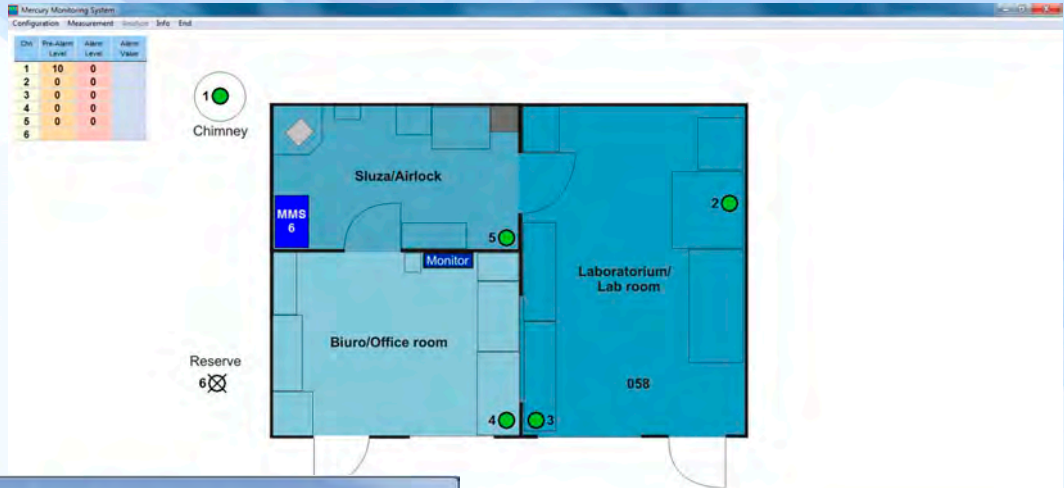 Mercury Monitoring System
Configuration Measurement Analyze Info End
Chn Pre-Alarm Level Alarm Level Alarm Value
1 10 0
2 0 0
3 0 0
4 0 0
5 0 0
6
1
Chimney
Sluza/Airlock
MMS
6
5
2
Monitor
Laboratorium/
Lab room
Biuro/Office room
Reserve
6
058
4
3